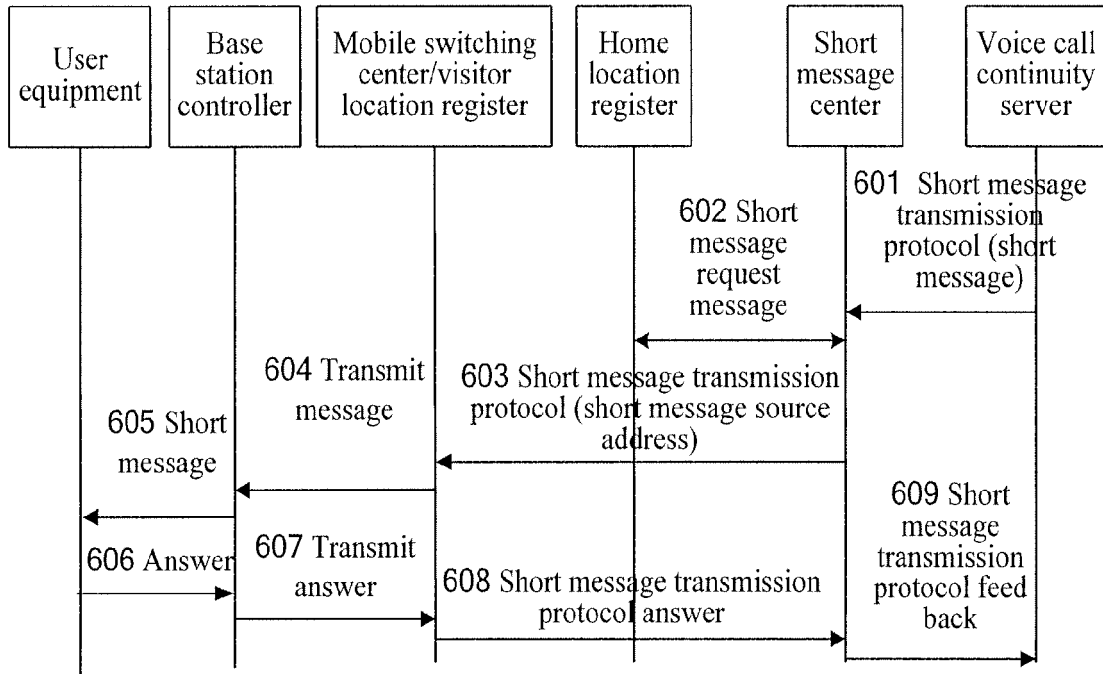 User
equipment
Base
station
controller
Mobile switching
center/visitor
location register
Home
location
register
Short
message
center
Voice call
continuity
server
601 Short message
transmission
protocol (short
message)
602 Short
message
request
message
603 Short message transmission
protocol (short message source
address)
604 Transmit
message
605 Short
message
606 Answer
607 Transmit
answer
608 Short message transmission
protocol answer
609 Short
message
transmission
protocol feed
back